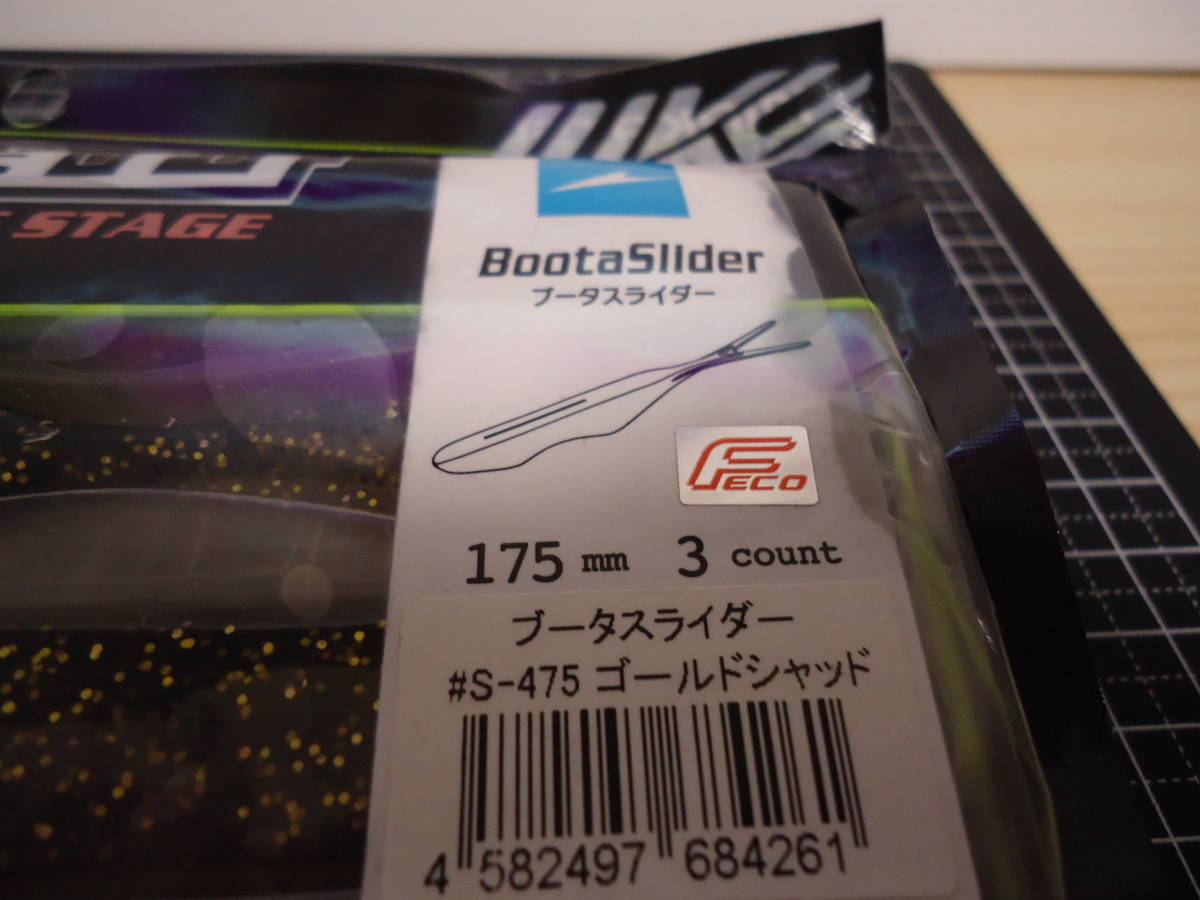 STAGE
BootaSlider
ブータスライダー
FECO
175 mm 3 count
ブータスライダー
#S-475 ゴールドシャッド
4 582497 684261